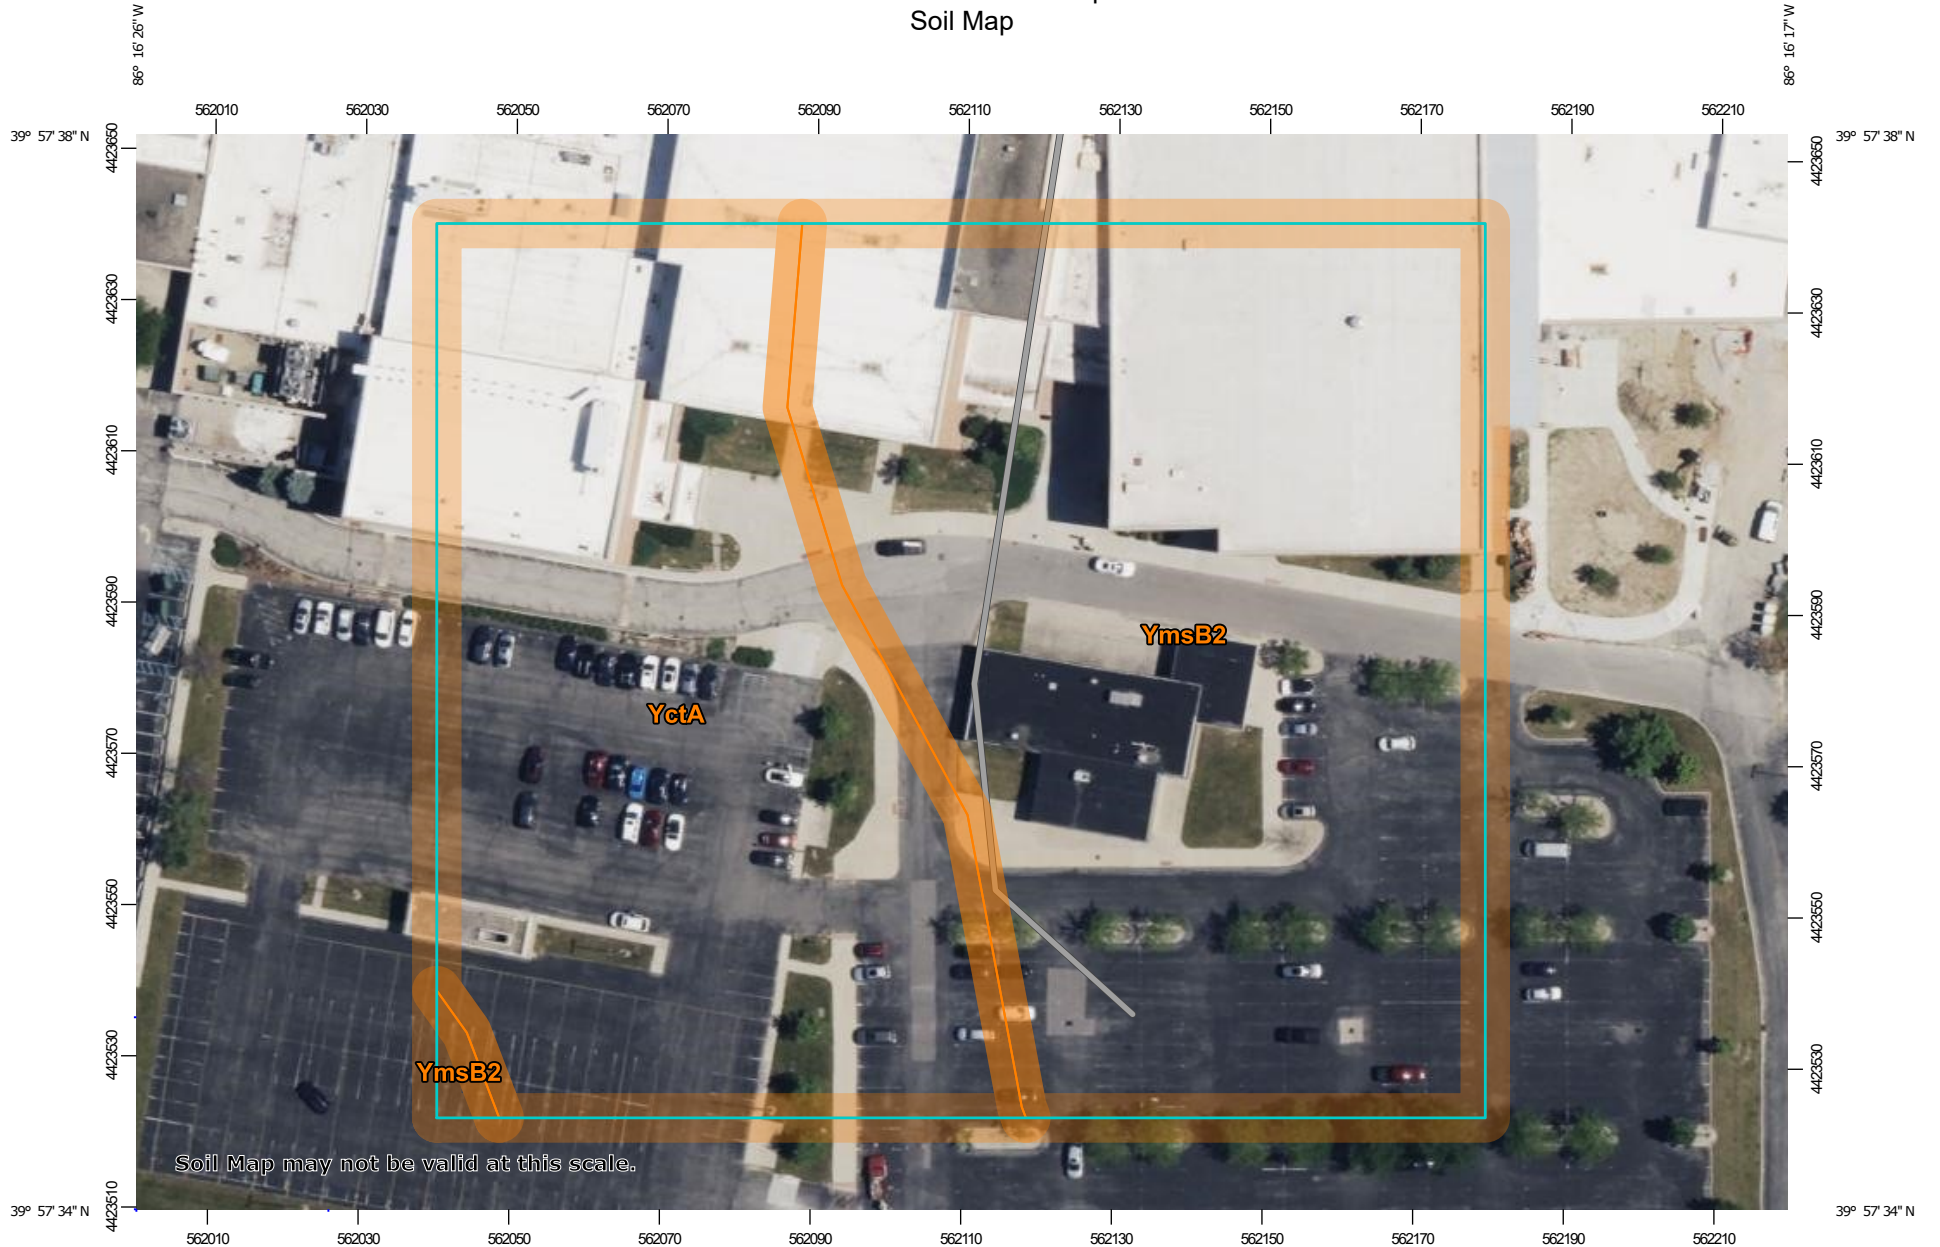 Soil Map
86° 16' 26" W
86° 16' 17" W
562010 562030 562050 562070 562090 562110 562130 562150 562170 562190 562210
39° 57' 38" N
39° 57' 38" N
4423650
4423650
4423630
4423630
4423610
4423610
4423590
4423590
YmsB2
YctA
4423570
4423570
4423550
4423550
4423530
4423530
YmsB2
Soil Map may not be valid at this scale.
4423510
39° 57' 34" N
39° 57' 34" N
562010 562030 562050 562070 562090 562110 562130 562150 562170 562190 562210